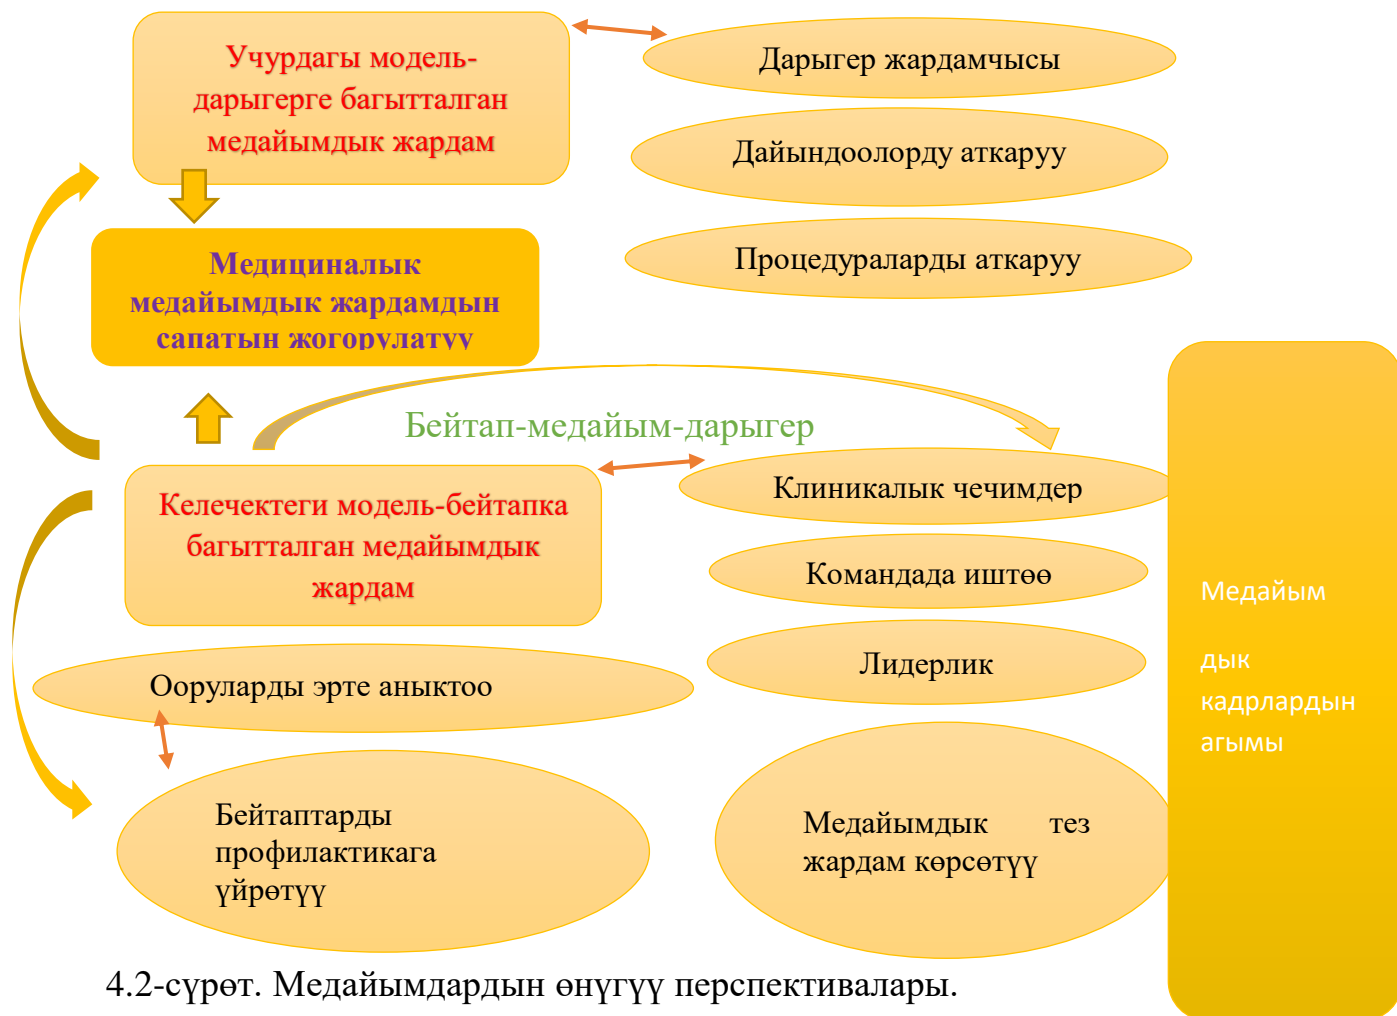 Учурдагы модель-
дарыгерге багытталган
медайымдык жардам
Дарыгер жардамчысы
Дайындоолорду аткаруу
Процедураларды аткаруу
Медициналык
медайымдык жардамдын
сапатын жогорулатуу
Бейтап-медайым-дарыгер
Келечектеги модель-бейтапка
багытталган медайымдык
жардам
Клиникалык чечимдер
Командада иштөө
Лидерлик
Медайымдык тез
жардам көрсөтүү
Ооруларды эрте аныктоо
Бейтаптарды
профилактикага
үйрөтүү
Медайым
дык
кадрлардын
агымы
4.2-сүрөт. Медайымдардын өнүгүү перспективалары.